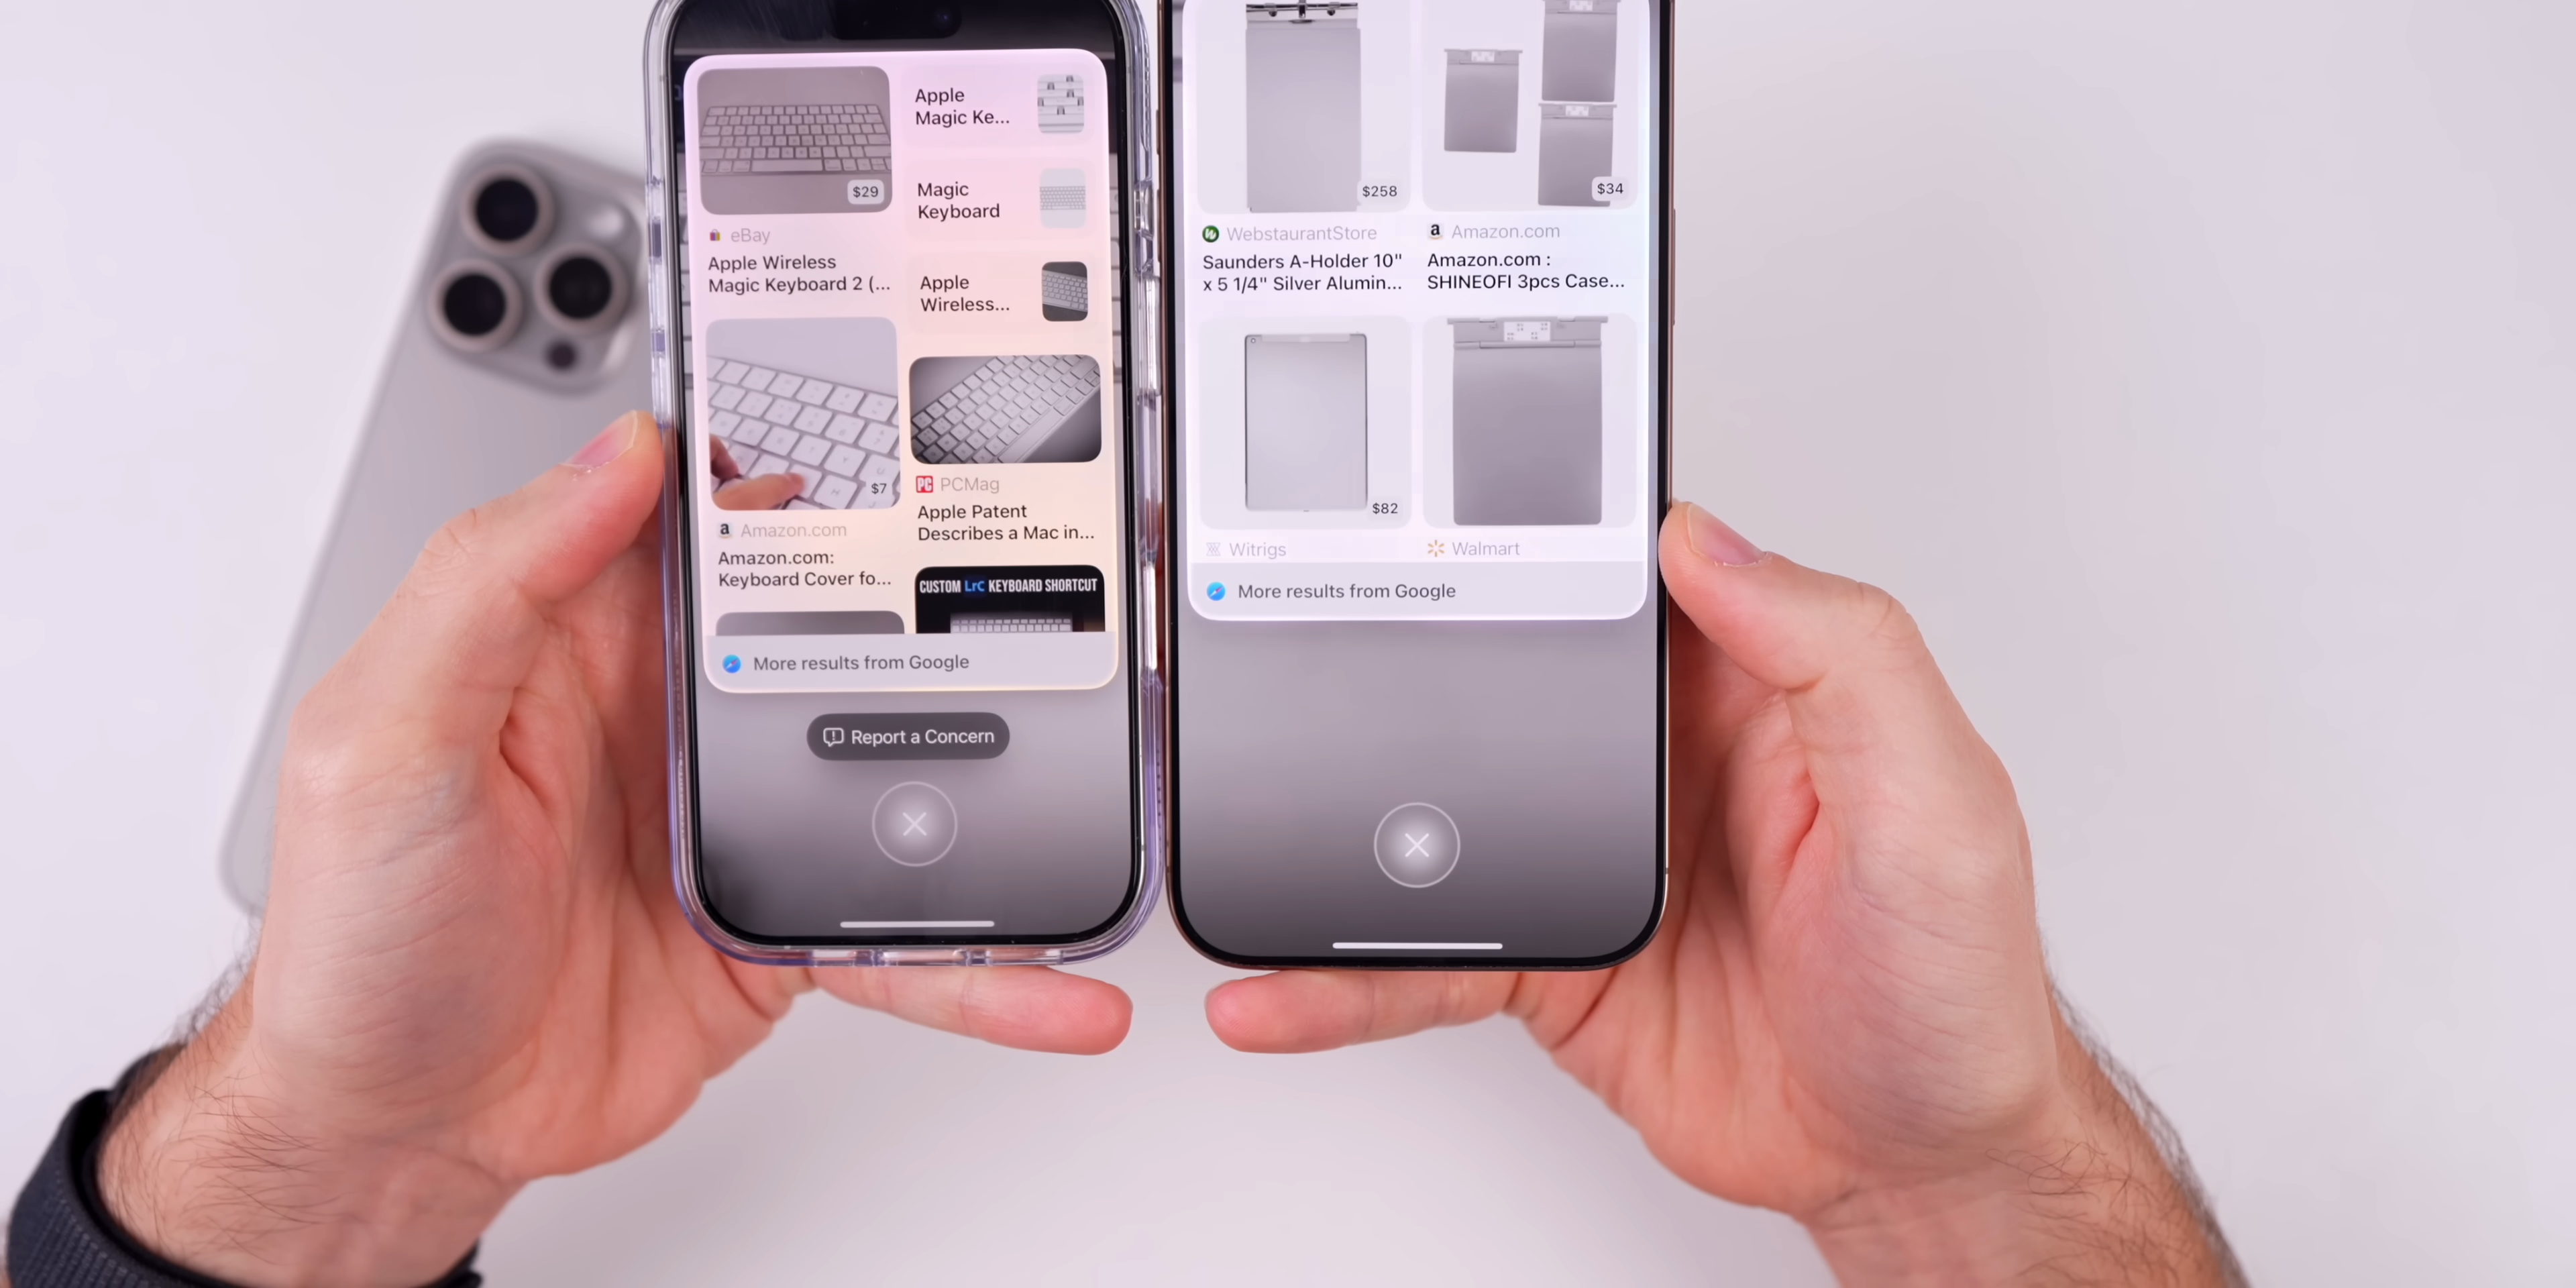 $29
eBay
Apple Wireless
Magic Keyboard 2 (...
$7
a Amazon.com
Amazon.com:
Keyboard Cover fo...
Apple
Magic Ke...
Magic
Keyboard
Apple
Wireless...
PC PCMag
Apple Patent
Describes a Mac in...
CUSTOM LrC KEYBOARD SHORTCUT
More results from Google
Report a Concern
$258
WebstaurantStore
Saunders A-Holder 10"
x 5 1/4" Silver Alumin...
$34
a Amazon.com
Amazon.com :
SHINEOFI 3pcs Case...
$82
Witrigs
Walmart
More results from Google